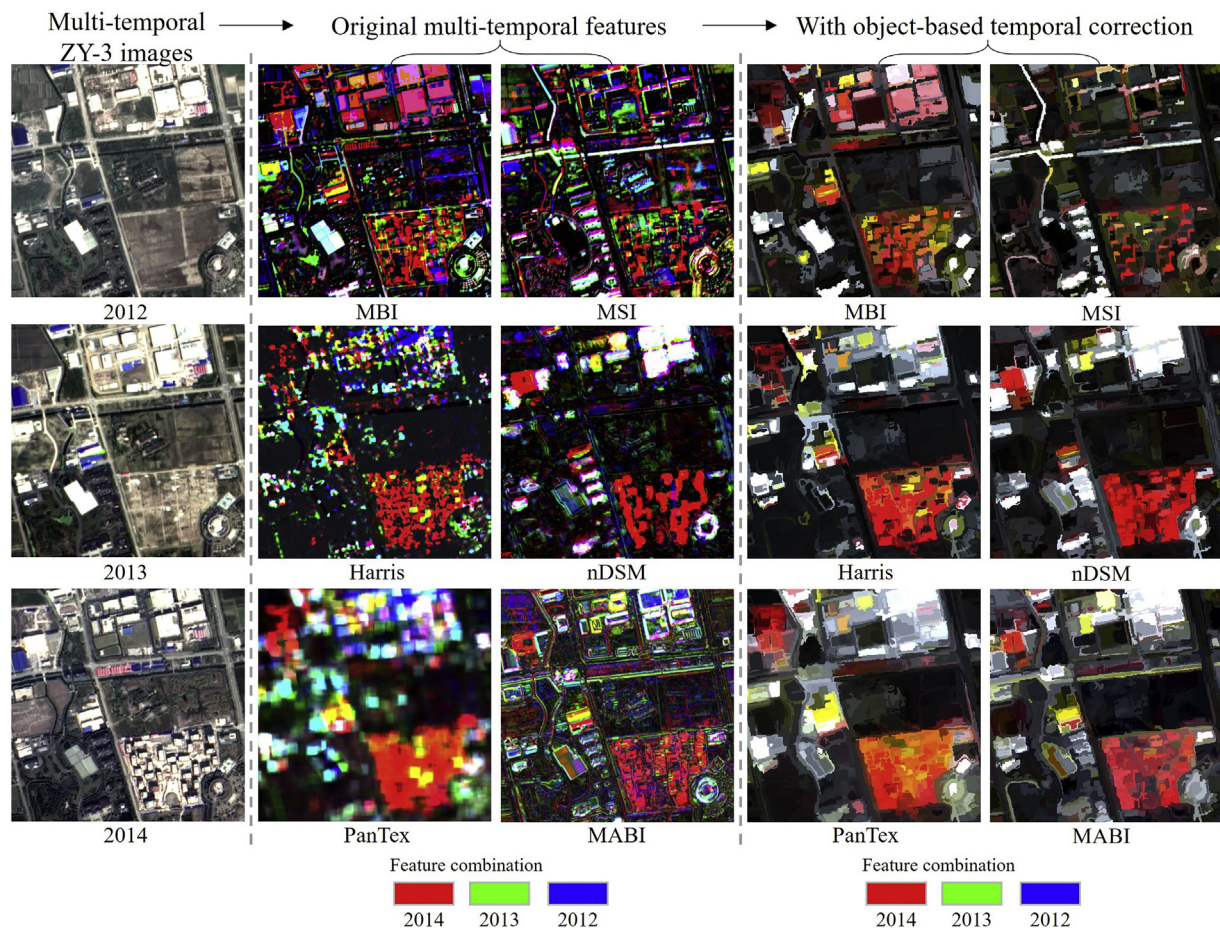 Multi-temporal
ZY-3 images
Original multi-temporal features
With object-based temporal correction
2012
MBI
MSI
MBI
MSI
2013
Harris
nDSM
Harris
nDSM
2014
PanTex
MABI
PanTex
MABI
Feature combination
2014
2013
2012
Feature combination
2014
2013
2012